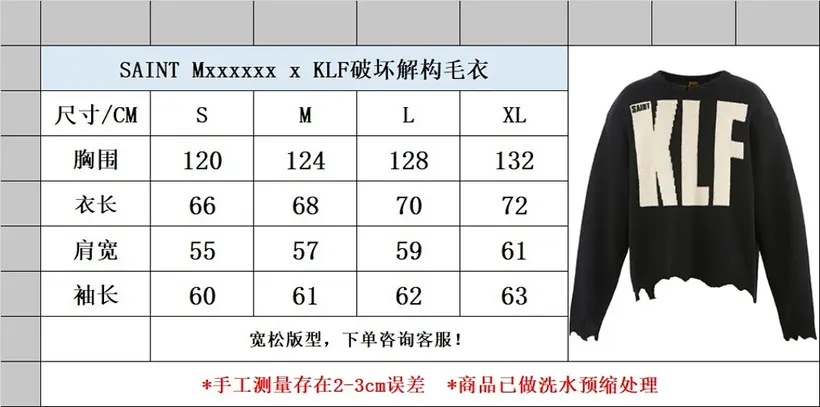 SAINT Mxxxxxx x KLF破坏解构毛衣
尺寸/CM S M L XL
胸围 120 124 128 132
衣长 66 68 70 72
肩宽 55 57 59 61
袖长 60 61 62 63
宽松版型，下单咨询客服！
*手工测量存在2-3cm误差 *商品已做洗水预缩处理
SAINT
KLF